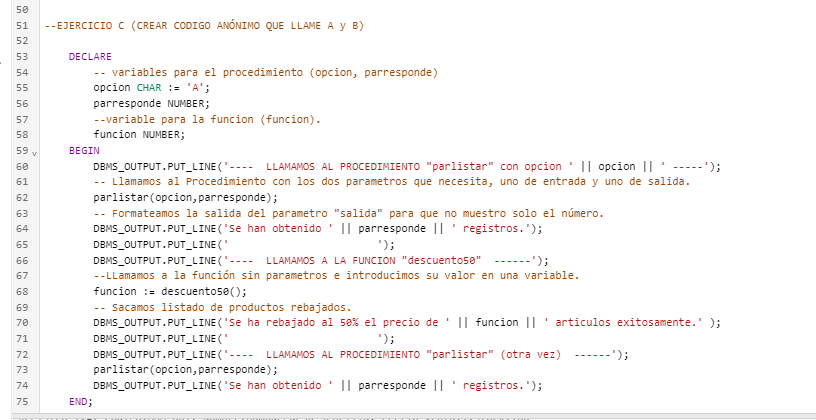 50
51 --EJERCICIO C (CREAR CODIGO ANÓNIMO QUE LLAME A y B)
52
53 DECLARE
54 -- variables para el procedimiento (opcion, parresponde)
55 opcion CHAR := 'A';
56 parresponde NUMBER;
57 --variable para la funcion (funcion).
58 funcion NUMBER;
59 BEGIN
60 DBMS_OUTPUT.PUT_LINE('---- LLAMAMOS AL PROCEDIMIENTO "parlistar" con opcion ' || opcion || ' -----');
61 -- Llamamos al Procedimiento con los dos parametros que necesita, uno de entrada y uno de salida.
62 parlistar(opcion,parresponde);
63 -- Formateamos la salida del parametro "salida" para que no muestro solo el número.
64 DBMS_OUTPUT.PUT_LINE('Se han obtenido ' || parresponde || ' registros.');
65 DBMS_OUTPUT.PUT_LINE('                        ');
66 DBMS_OUTPUT.PUT_LINE('---- LLAMAMOS A LA FUNCION "descuento50"  ------');
67 --LLamamos a la función sin parametros e introducimos su valor en una variable.
68 funcion := descuento50();
69 -- Sacamos listado de productos rebajados.
70 DBMS_OUTPUT.PUT_LINE('Se ha rebajado al 50% el precio de ' || funcion || ' articulos exitosamente.' );
71 DBMS_OUTPUT.PUT_LINE('                        ');
72 DBMS_OUTPUT.PUT_LINE('---- LLAMAMOS AL PROCEDIMIENTO "parlistar" (otra vez)  ------');
73 parlistar(opcion,parresponde);
74 DBMS_OUTPUT.PUT_LINE('Se han obtenido ' || parresponde || ' registros.');
75 END;